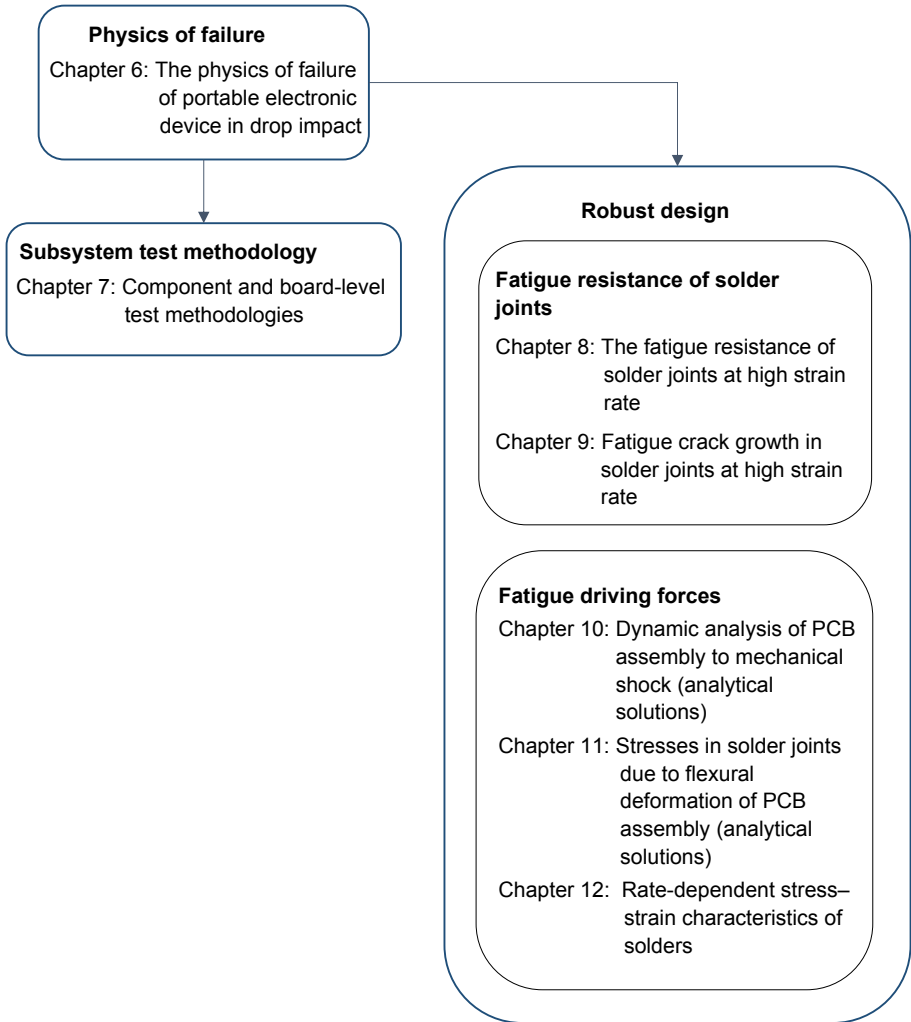 Physics of failure
Chapter 6: The physics of failure
of portable electronic
device in drop impact
Subsystem test methodology
Chapter 7: Component and board-level
test methodologies
Robust design
Fatigue resistance of solder
joints
Chapter 8: The fatigue resistance of
solder joints at high strain
rate
Chapter 9: Fatigue crack growth in
solder joints at high strain
rate
Fatigue driving forces
Chapter 10: Dynamic analysis of PCB
assembly to mechanical
shock (analytical
solutions)
Chapter 11: Stresses in solder joints
due to flexural
deformation of PCB
assembly (analytical
solutions)
Chapter 12: Rate-dependent stress–
strain characteristics of
solders